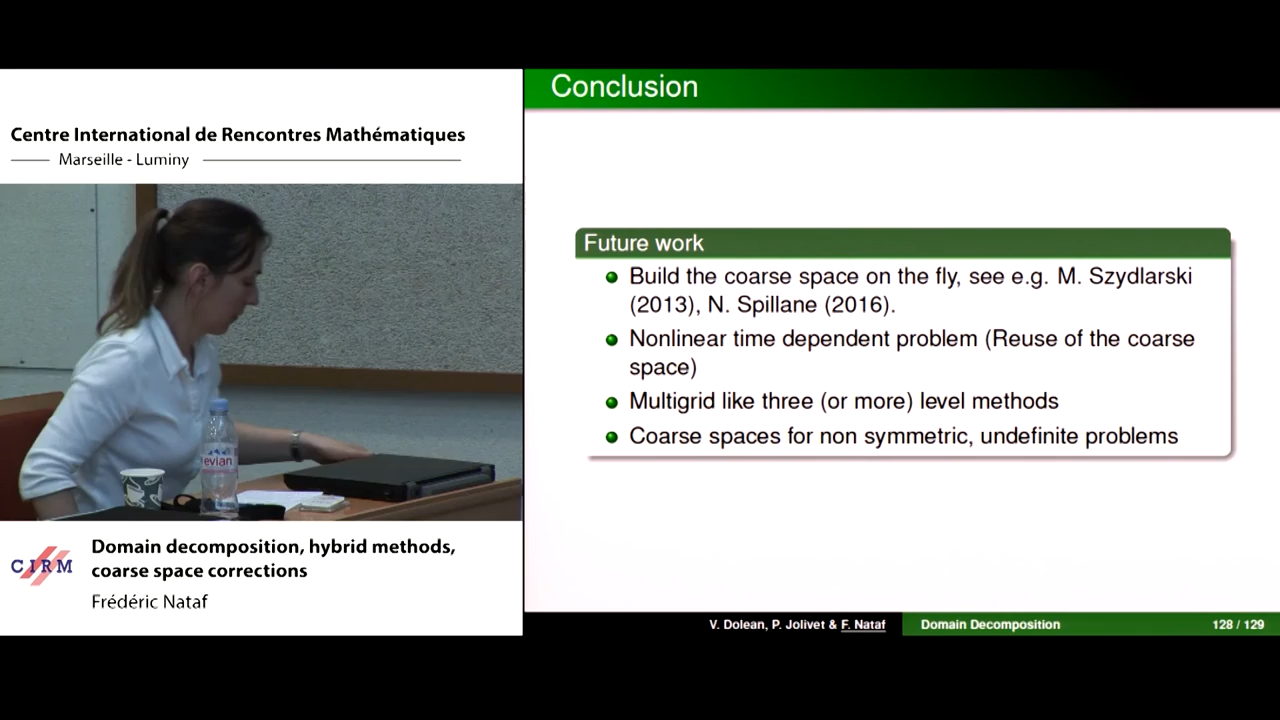 Centre International de Rencontres Mathématiques
Marseille - Luminy
evian
CIRM
Domain decomposition, hybrid methods,
coarse space corrections
Frédéric Nataf
Conclusion
Future work
Build the coarse space on the fly, see e.g. M. Szydlarski
(2013), N. Spillane (2016).
Nonlinear time dependent problem (Reuse of the coarse
space)
Multigrid like three (or more) level methods
Coarse spaces for non symmetric, undefinite problems
V. Dolean, P. Jolivet & F. Nataf
Domain Decomposition
128 / 129